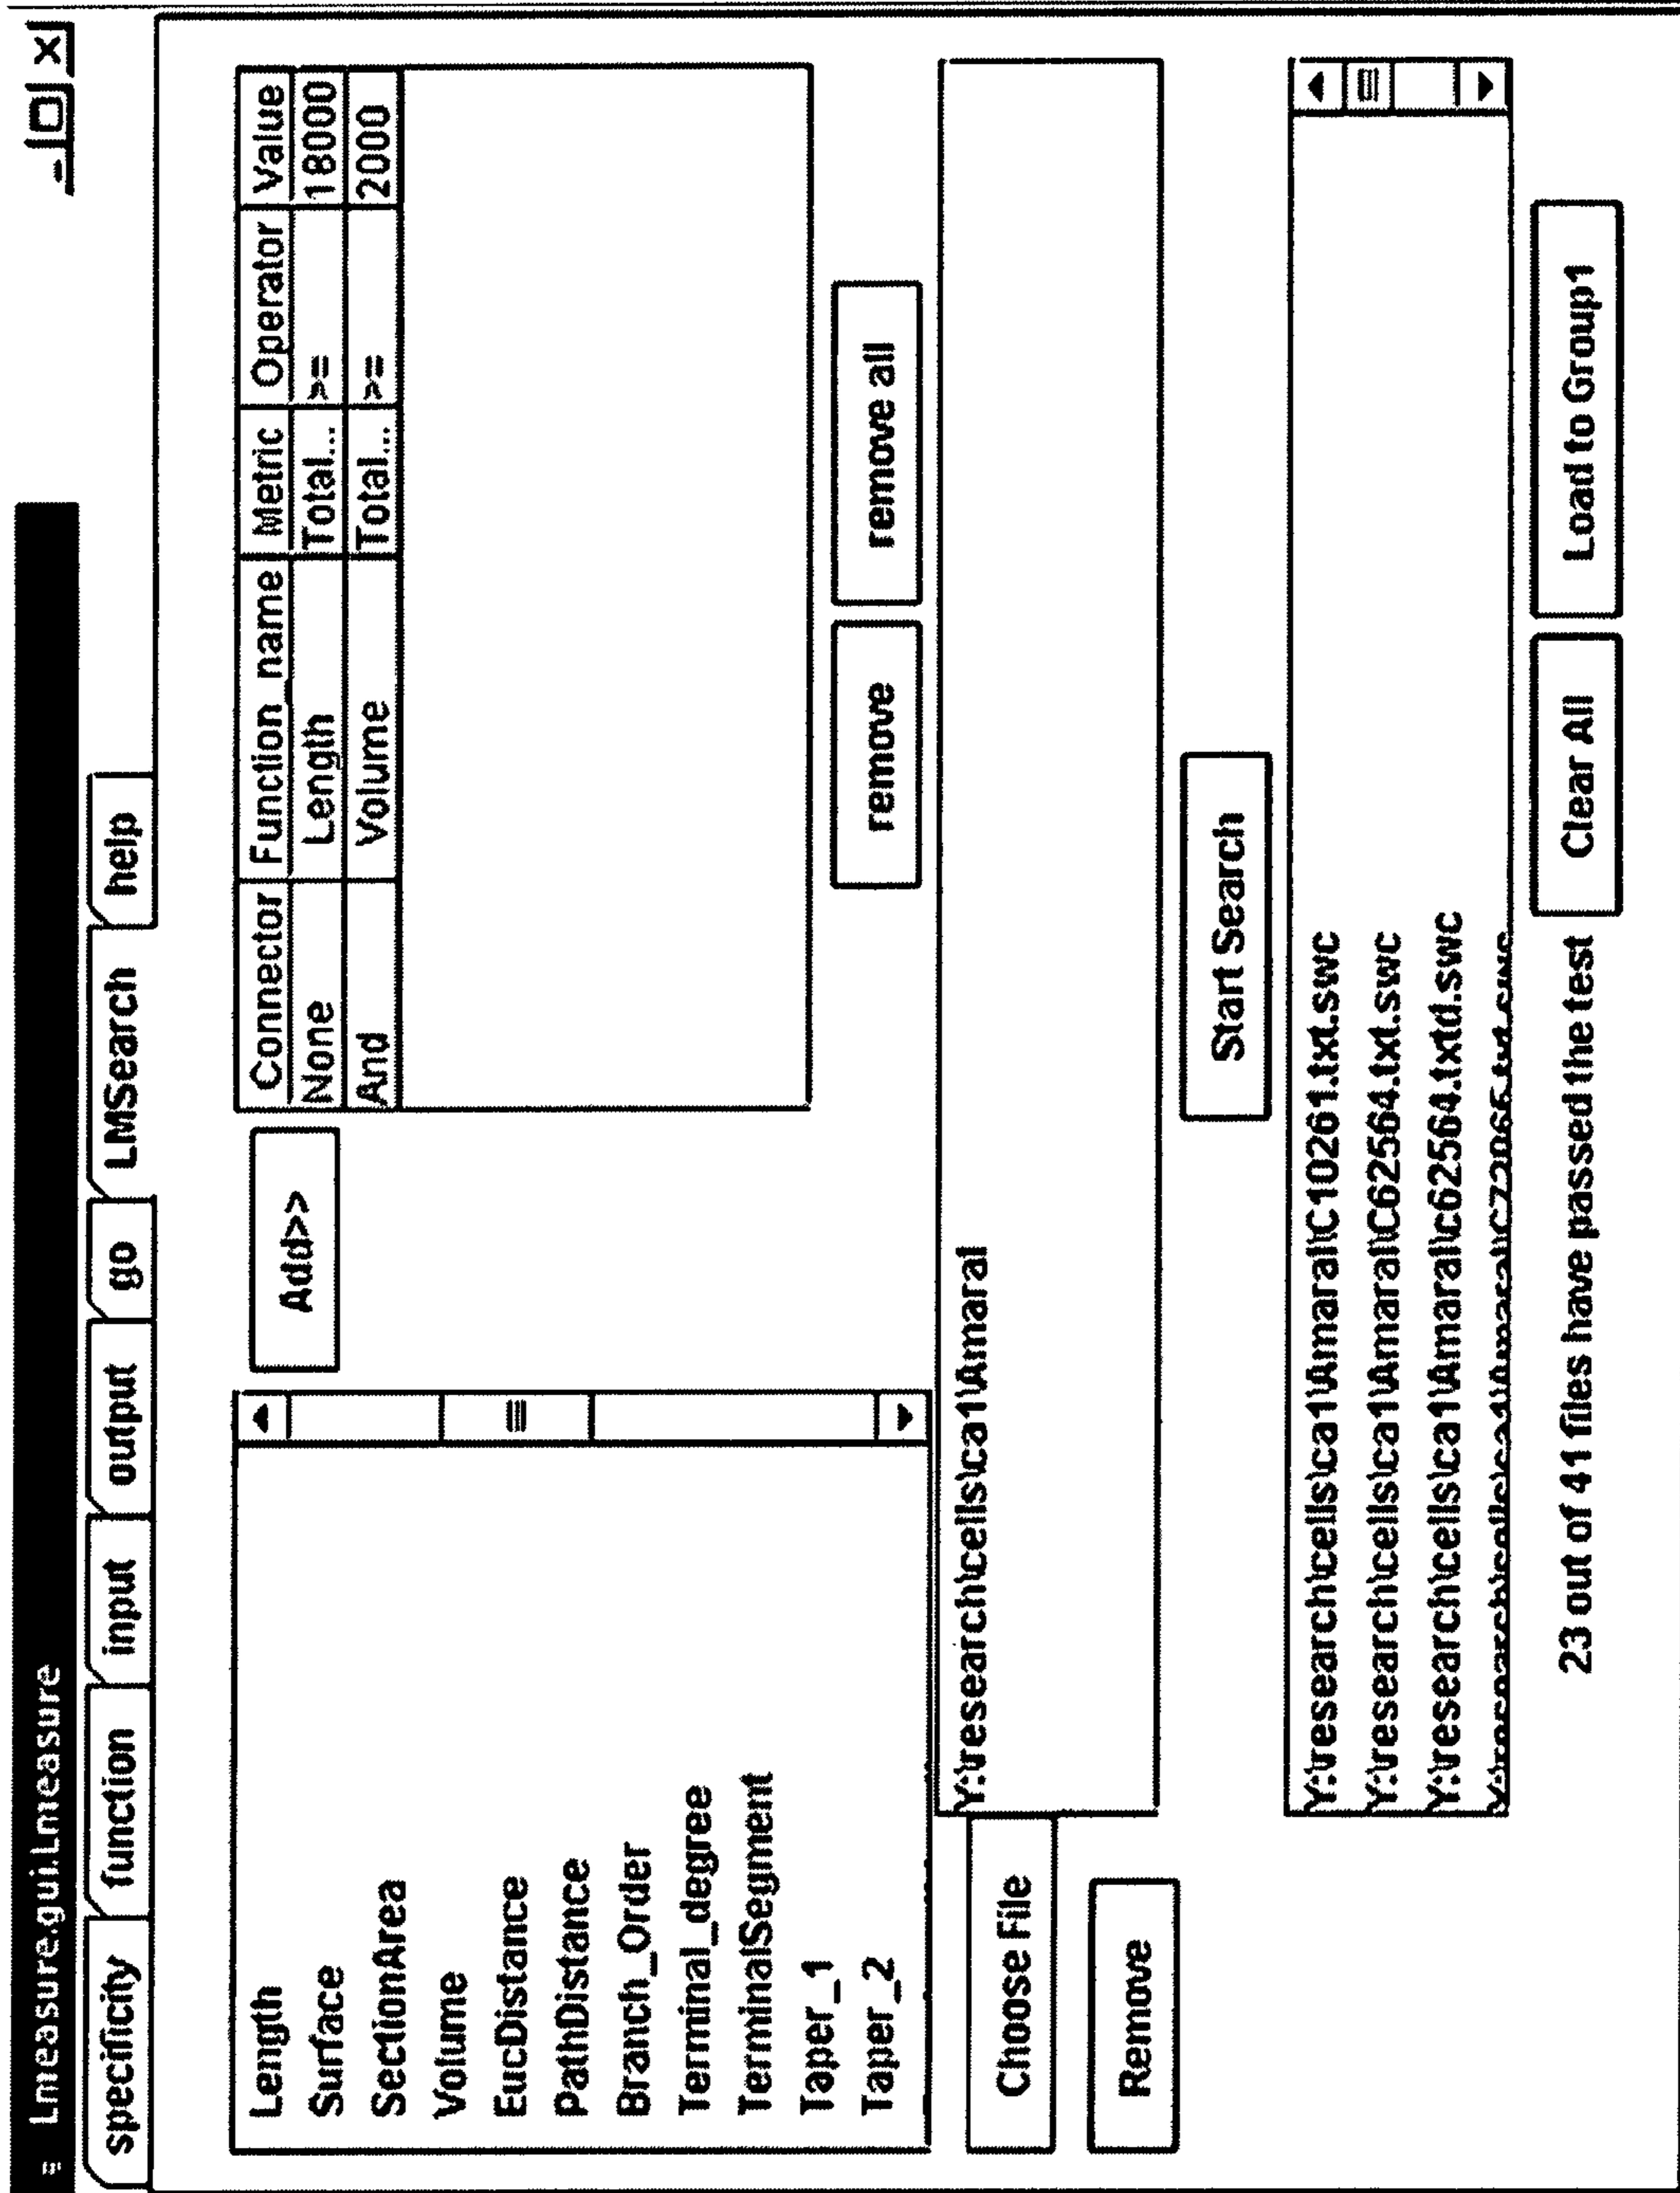 Lmeasure.gui.Lmeasure
specificity function input output go LMSearch help
Length
Surface
SectionArea
Volume
EucDistance
PathDistance
Branch_Order
Terminal_degree
TerminalSegment
Taper_1
Taper_2
Add>>
Connector Function_name Metric Operator Value
None Length Total... >= 18000
And Volume Total... >= 2000
remove remove all
Choose File
Remove
Y:\research\cells\ca1\Amaral
Start Search
Y:\research\cells\ca1\Amaral\C10261.txt.swc
Y:\research\cells\ca1\Amaral\C62564.txt.swc
Y:\research\cells\ca1\Amaral\c62564.txtd.swc
23 out of 41 files have passed the test
Clear All
Load to Group1